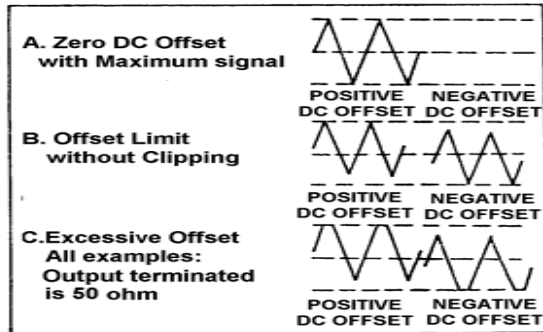 A. Zero DC Offset
with Maximum signal
POSITIVE NEGATIVE
DC OFFSET DC OFFSET
B. Offset Limit
without Clipping
POSITIVE NEGATIVE
DC OFFSET DC OFFSET
C.Excessive Offset
All examples:
Output terminated
is 50 ohm
POSITIVE NEGATIVE
DC OFFSET DC OFFSET